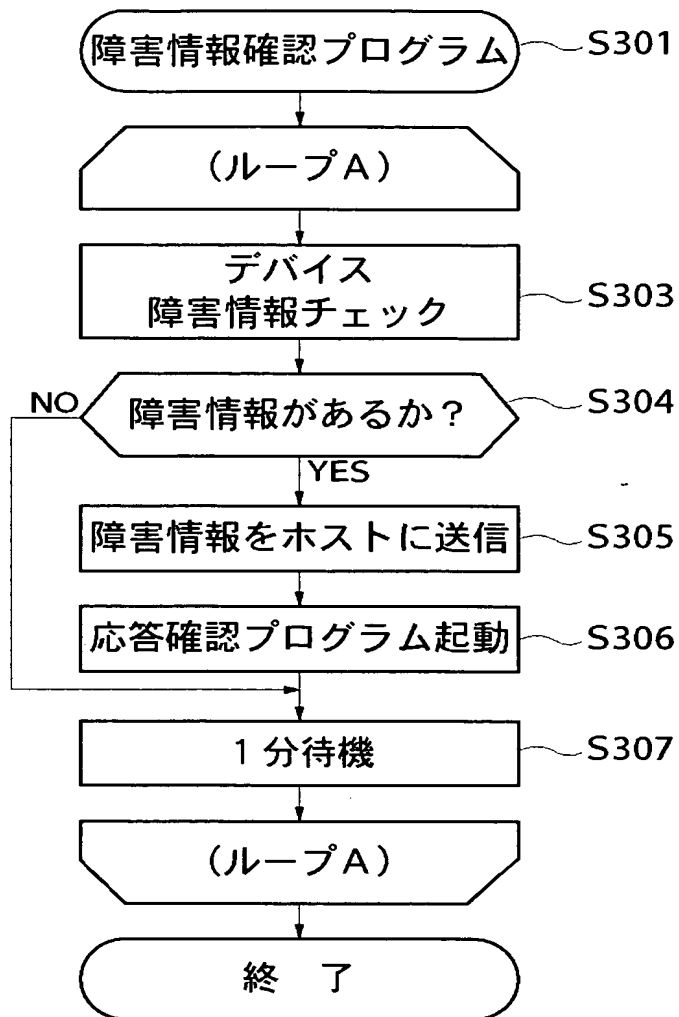 障害情報確認プログラム S301
(ループA)
デバイス
障害情報チェック S303
障害情報があるか? S304
NO
YES
障害情報をホストに送信 S305
応答確認プログラム起動 S306
1分待機 S307
(ループA)
終 了